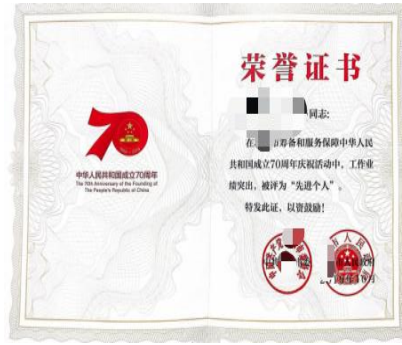 70
中华人民共和国成立70周年
The 70th Anniversary of the Founding of
The People's Republic of China
荣誉证书
同志:
在 市筹备和服务保障中华人民
共和国成立70周年庆祝活动中,工作业
绩突出,被评为“先进个人”。
特发此证,以资鼓励!